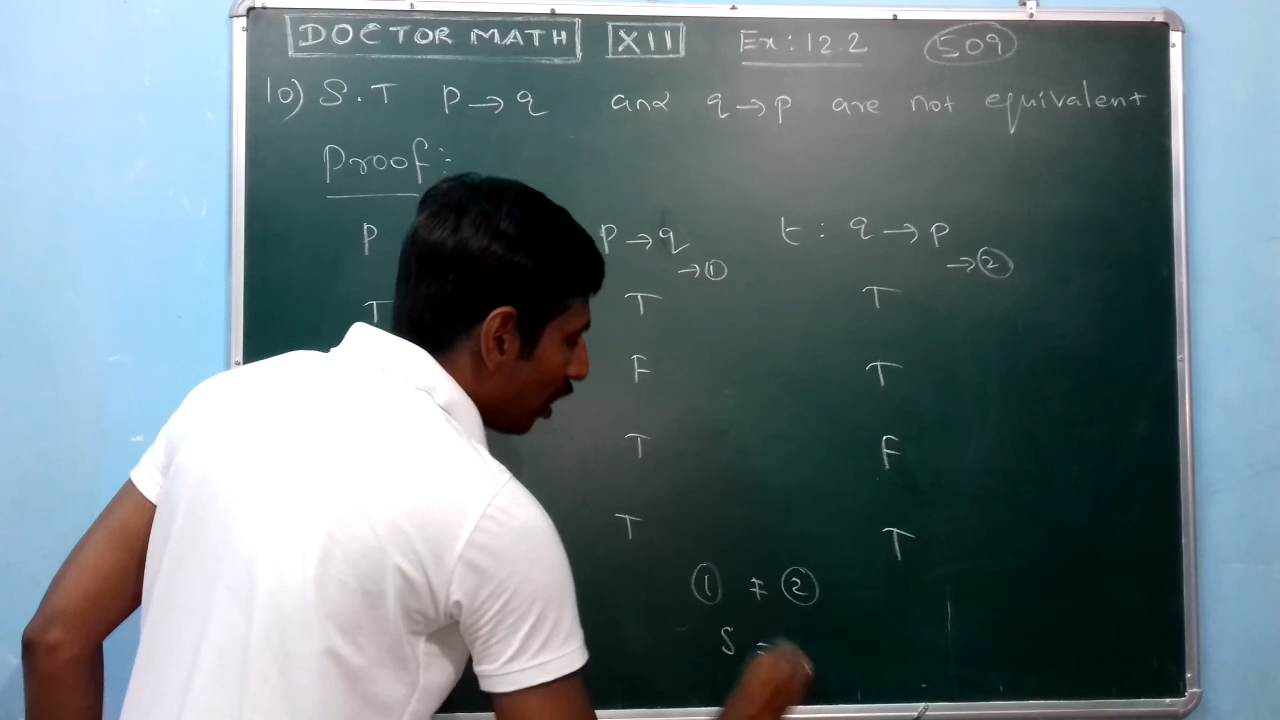 DOCTOR MATH XII Ex: 12.2 509
10) S.T p → q and q → p are not equivalent
Proof:
P p → q → ① t : q → p → ②
T T T
F T
T F
T T
① ≠ ②
S